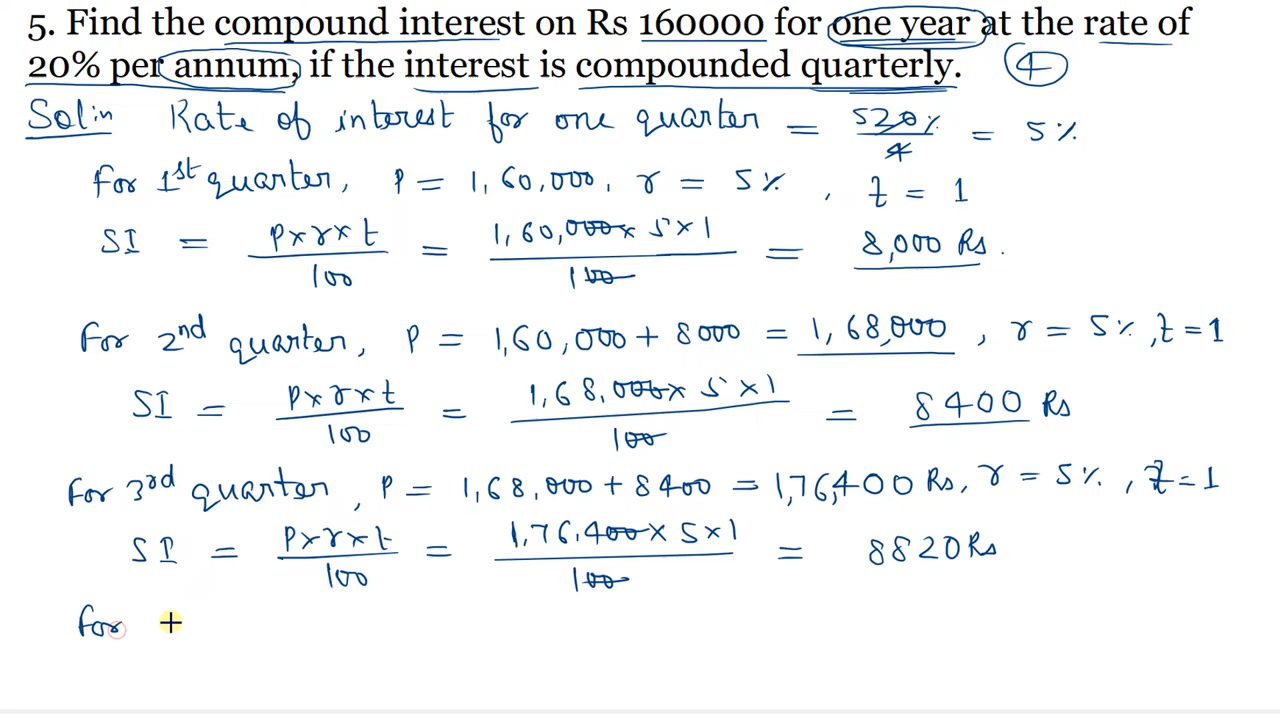 5. Find the compound interest on Rs 160000 for one year at the rate of
20% per annum, if the interest is compounded quarterly. 4
Sol:n Rate of interest for one quarter = 5 20% / 4 = 5%
For 1st quarter, P = 1,60,000, r = 5%, t = 1
SI = P×r×t / 100 = 1,60,000 × 5 × 1 / 100 = 8,000 Rs.
For 2nd quarter, P = 1,60,000 + 8000 = 1,68,000, r = 5%, t = 1
SI = P×r×t / 100 = 1,68,000 × 5 × 1 / 100 = 8400 Rs
For 3rd quarter, P = 1,68,000 + 8400 = 1,76,400 Rs, r = 5%, t = 1
SI = P×r×t / 100 = 1,76,400 × 5 × 1 / 100 = 8820 Rs
For